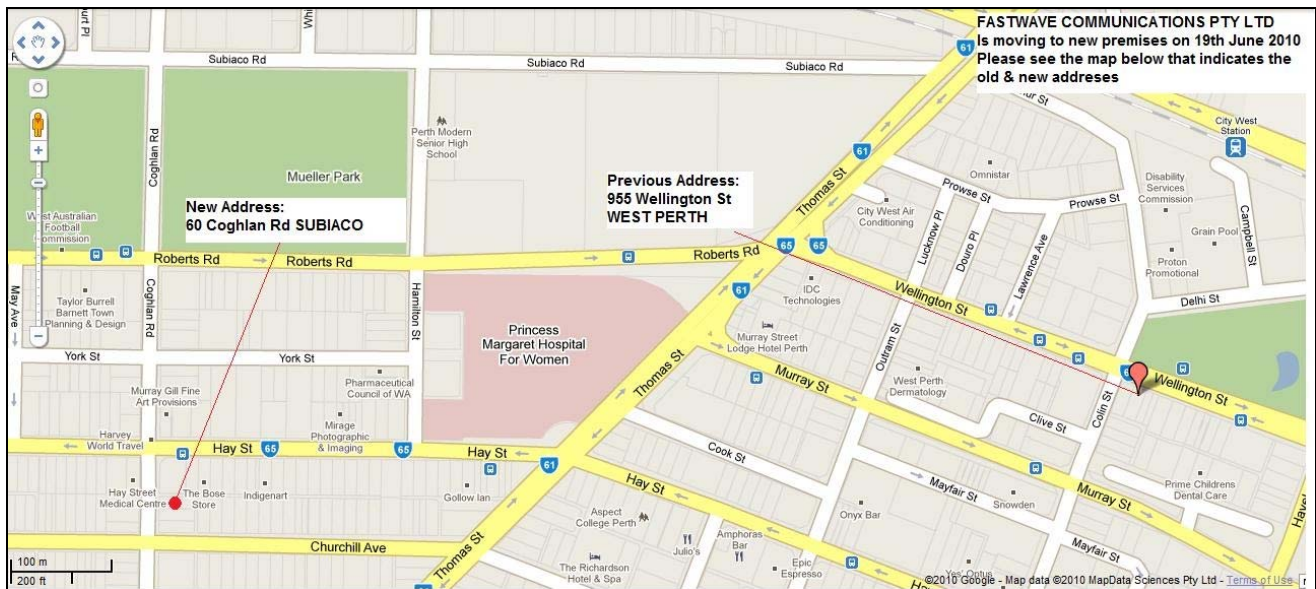 FASTWAVE COMMUNICATIONS PTY LTD
Is moving to new premises on 19th June 2010
Please see the map below that indicates the
old & new addreses
Subiaco Rd
Subiaco Rd
Subiaco Rd
61
City West
Station
Coghlan Rd
Perth Modern
Senior High
School
Mueller Park
61
Thomas St
Omnistar
Prowse St
Prowse St
Disability
Services
Commission
Campbell St
Grain Pool
Previous Address:
955 Wellington St
WEST PERTH
New Address:
60 Coghlan Rd SUBIACO
City West Air
Conditioning
Lucknow Pl
Douro Pl
Lawrence Ave
Proton
Promotional
West Australian
Football
Commission
Roberts Rd
Roberts Rd
Roberts Rd
65
65
61
May Ave
Coghlan Rd
Hamilton St
Taylor Burrell
Barnett Town
Planning & Design
IDC
Technologies
Wellington St
Delhi St
Princess
Margaret Hospital
For Women
Murray Street
Lodge Hotel Perth
Outram St
York St
York St
Thomas St
Murray St
West Perth
Dermatology
Wellington St
Colin St
Clive St
Pharmaceutical
Council of WA
Murray Gill Fine
Art Provisions
Harvey
World Travel
Mirage
Photographic
& Imaging
Hay St
65
65
Hay St
61
Cook St
Hay St
Mayfair St
Murray St
Prime Childrens
Dental Care
Hay Street
Medical Centre
The Bose
Store
Indigenart
Gollow Ian
Snowden
Onyx Bar
Aspect
College Perth
Julio's
Amphoras
Bar
Epic
Espresso
Mayfair St
Churchill Ave
Thomas St
The Richardson
Hotel & Spa
100 m
200 ft
©2010 Google - Map data ©2010 MapData Sciences Pty Ltd - Terms of Use